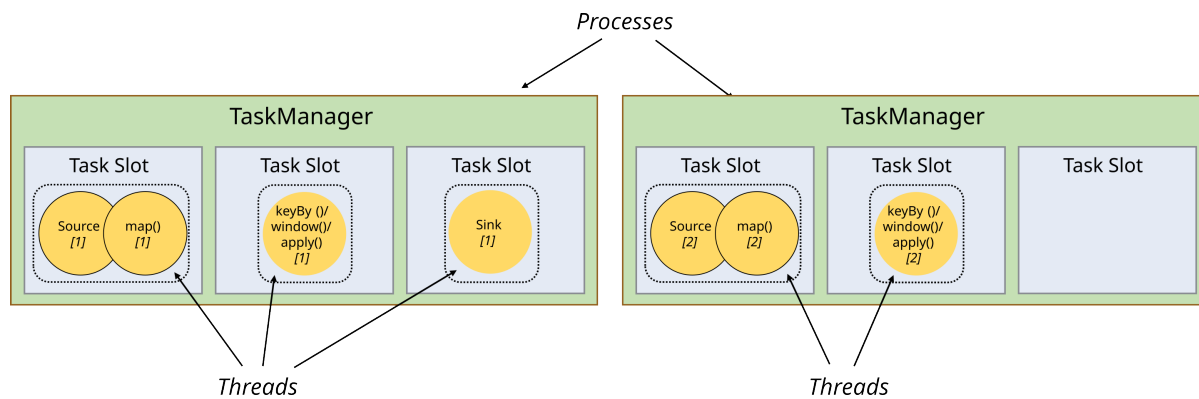 Processes
TaskManager
Task Slot
Source
[1]
map()
[1]
Task Slot
keyBy ()/
window()/
apply()
[1]
Task Slot
Sink
[1]
TaskManager
Task Slot
Source
[2]
map()
[2]
Task Slot
keyBy ()/
window()/
apply()
[2]
Task Slot
Threads
Threads